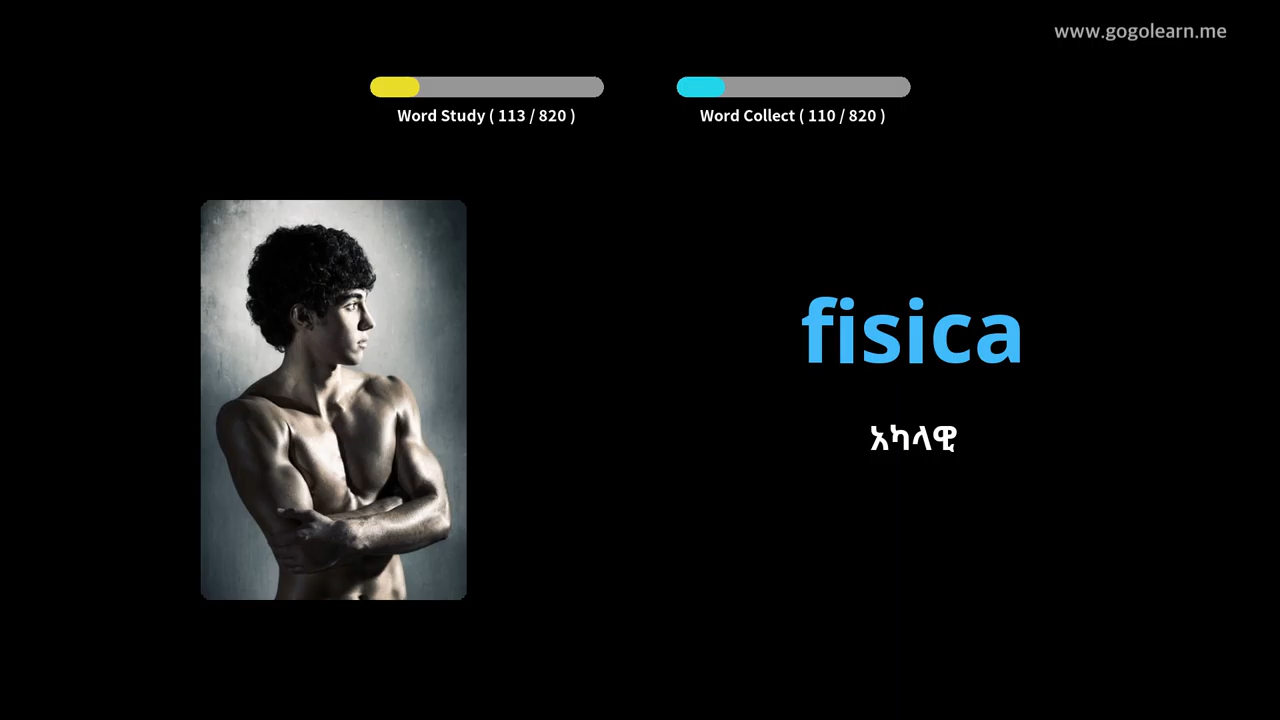 www.gogolearn.me
Word Study ( 113 / 820 )
Word Collect ( 110 / 820 )
fisica
አካላዊ